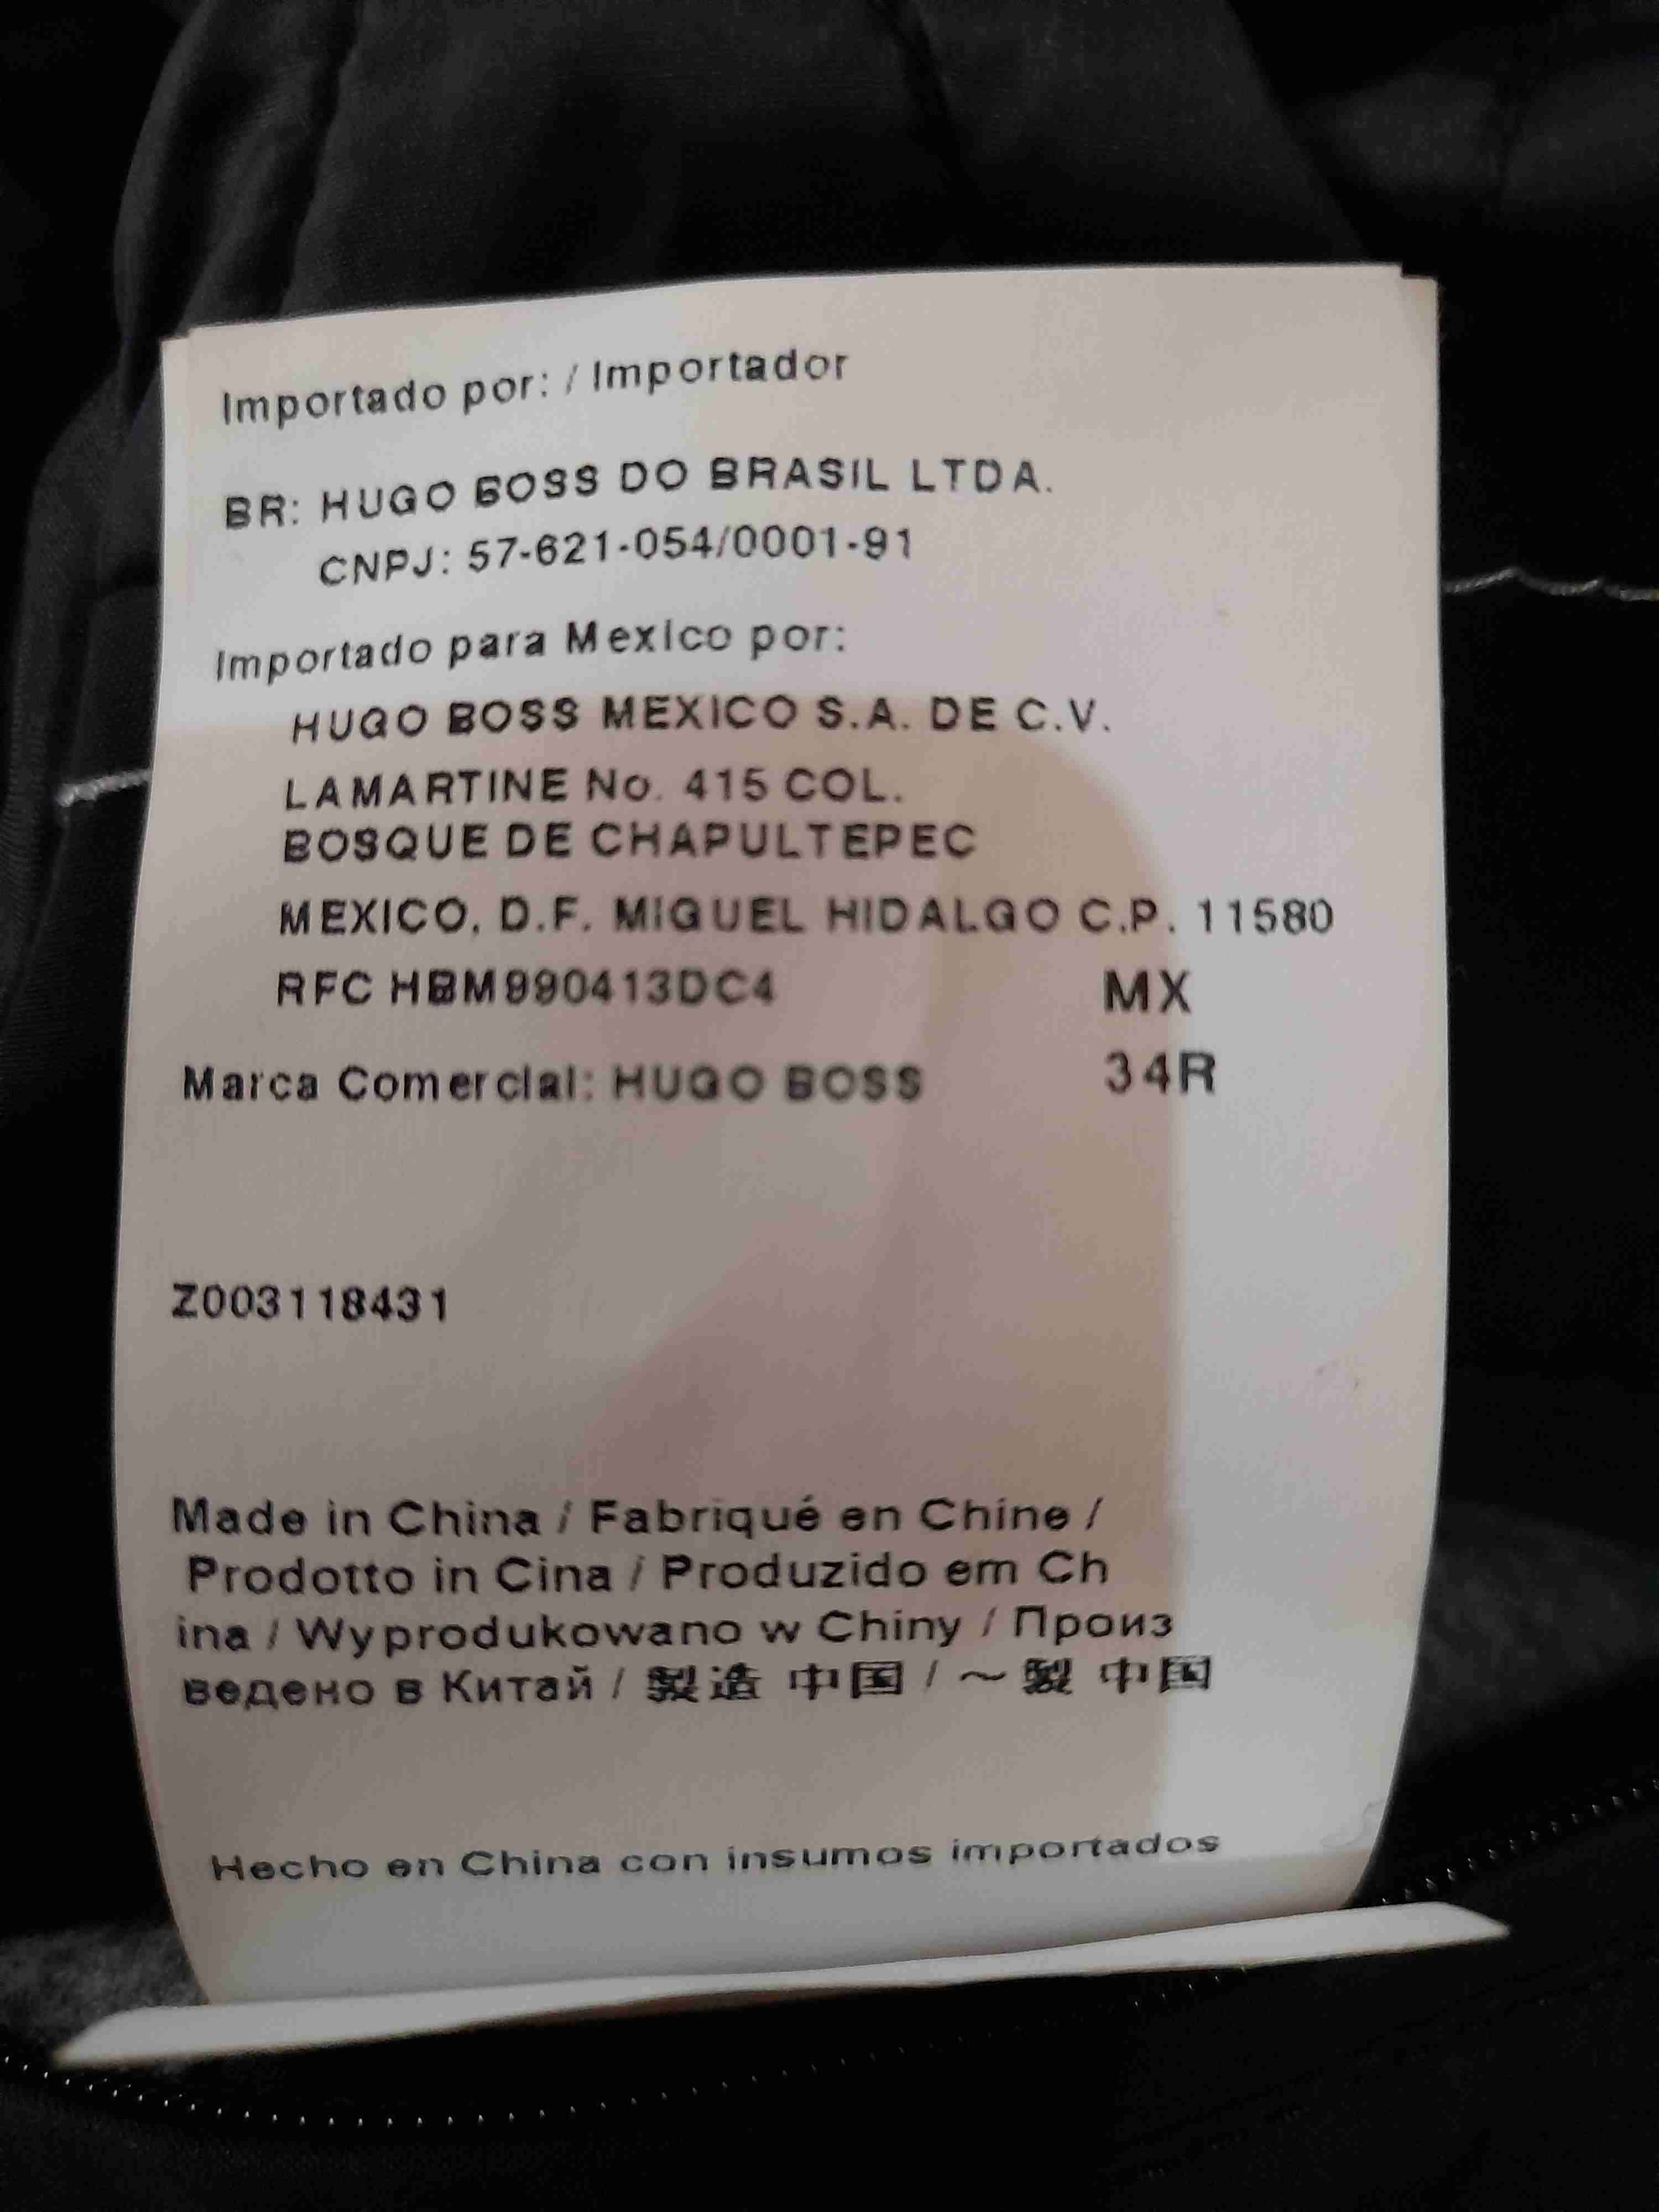 Importado por: / Importador
BR: HUGO BOSS DO BRASIL LTDA.
CNPJ: 57-621-054/0001-91
Importado para Mexico por:
HUGO BOSS MEXICO S.A. DE C.V.
LAMARTINE No. 415 COL.
BOSQUE DE CHAPULTEPEC
MEXICO, D.F. MIGUEL HIDALGO C.P. 11580
RFC HBM990413DC4 MX
Marca Comercial: HUGO BOSS 34R
Z003118431
Made in China / Fabriqué en Chine /
Prodotto in Cina / Produzido em Ch
ina / Wyprodukowano w Chiny / Произ
ведено в Китай / 製造 中国 / ～製 中国
Hecho en China con insumos importados